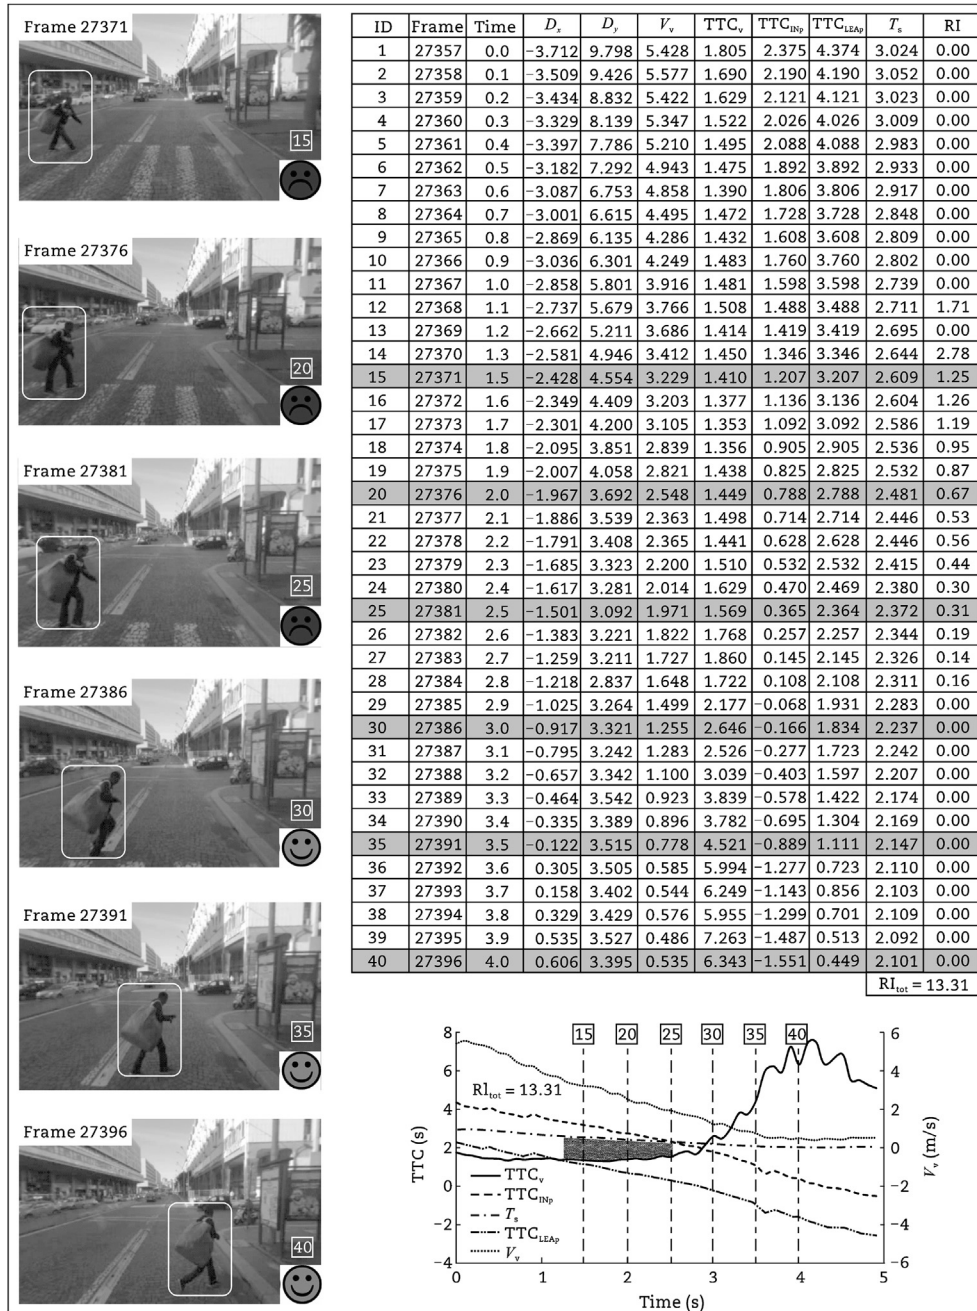 Frame 27371
15
Frame 27376
20
Frame 27381
25
Frame 27386
30
Frame 27391
35
Frame 27396
40
ID Frame Time Dx Dy Vv TTCv TTCINp TTCLEAp Ts RI
1 27357 0.0 −3.712 9.798 5.428 1.805 2.375 4.374 3.024 0.00
2 27358 0.1 −3.509 9.426 5.577 1.690 2.190 4.190 3.052 0.00
3 27359 0.2 −3.434 8.832 5.422 1.629 2.121 4.121 3.023 0.00
4 27360 0.3 −3.329 8.139 5.347 1.522 2.026 4.026 3.009 0.00
5 27361 0.4 −3.397 7.786 5.210 1.495 2.088 4.088 2.983 0.00
6 27362 0.5 −3.182 7.292 4.943 1.475 1.892 3.892 2.933 0.00
7 27363 0.6 −3.087 6.753 4.858 1.390 1.806 3.806 2.917 0.00
8 27364 0.7 −3.001 6.615 4.495 1.472 1.728 3.728 2.848 0.00
9 27365 0.8 −2.869 6.135 4.286 1.432 1.608 3.608 2.809 0.00
10 27366 0.9 −3.036 6.301 4.249 1.483 1.760 3.760 2.802 0.00
11 27367 1.0 −2.858 5.801 3.916 1.481 1.598 3.598 2.739 0.00
12 27368 1.1 −2.737 5.679 3.766 1.508 1.488 3.488 2.711 1.71
13 27369 1.2 −2.662 5.211 3.686 1.414 1.419 3.419 2.695 0.00
14 27370 1.3 −2.581 4.946 3.412 1.450 1.346 3.346 2.644 2.78
15 27371 1.5 −2.428 4.554 3.229 1.410 1.207 3.207 2.609 1.25
16 27372 1.6 −2.349 4.409 3.203 1.377 1.136 3.136 2.604 1.26
17 27373 1.7 −2.301 4.200 3.105 1.353 1.092 3.092 2.586 1.19
18 27374 1.8 −2.095 3.851 2.839 1.356 0.905 2.905 2.536 0.95
19 27375 1.9 −2.007 4.058 2.821 1.438 0.825 2.825 2.532 0.87
20 27376 2.0 −1.967 3.692 2.548 1.449 0.788 2.788 2.481 0.67
21 27377 2.1 −1.886 3.539 2.363 1.498 0.714 2.714 2.446 0.53
22 27378 2.2 −1.791 3.408 2.365 1.441 0.628 2.628 2.446 0.56
23 27379 2.3 −1.685 3.323 2.200 1.510 0.532 2.532 2.415 0.44
24 27380 2.4 −1.617 3.281 2.014 1.629 0.470 2.469 2.380 0.30
25 27381 2.5 −1.501 3.092 1.971 1.569 0.365 2.364 2.372 0.31
26 27382 2.6 −1.383 3.221 1.822 1.768 0.257 2.257 2.344 0.19
27 27383 2.7 −1.259 3.211 1.727 1.860 0.145 2.145 2.326 0.14
28 27384 2.8 −1.218 2.837 1.648 1.722 0.108 2.108 2.311 0.16
29 27385 2.9 −1.025 3.264 1.499 2.177 −0.068 1.931 2.283 0.00
30 27386 3.0 −0.917 3.321 1.255 2.646 −0.166 1.834 2.237 0.00
31 27387 3.1 −0.795 3.242 1.283 2.526 −0.277 1.723 2.242 0.00
32 27388 3.2 −0.657 3.342 1.100 3.039 −0.403 1.597 2.207 0.00
33 27389 3.3 −0.464 3.542 0.923 3.839 −0.578 1.422 2.174 0.00
34 27390 3.4 −0.335 3.389 0.896 3.782 −0.695 1.304 2.169 0.00
35 27391 3.5 −0.122 3.515 0.778 4.521 −0.889 1.111 2.147 0.00
36 27392 3.6 0.305 3.505 0.585 5.994 −1.277 0.723 2.110 0.00
37 27393 3.7 0.158 3.402 0.544 6.249 −1.143 0.856 2.103 0.00
38 27394 3.8 0.329 3.429 0.576 5.955 −1.299 0.701 2.109 0.00
39 27395 3.9 0.535 3.527 0.486 7.263 −1.487 0.513 2.092 0.00
40 27396 4.0 0.606 3.395 0.535 6.343 −1.551 0.449 2.101 0.00
RItot = 13.31
15 20 25 30 35 40
RItot = 13.31
TTCv
TTCINp
Ts
TTCLEAp
Vv
TTC (s)
8
6
4
2
0
−2
−4
Vv (m/s)
6
4
2
0
−2
−4
−6
0 1 2 3 4 5
Time (s)